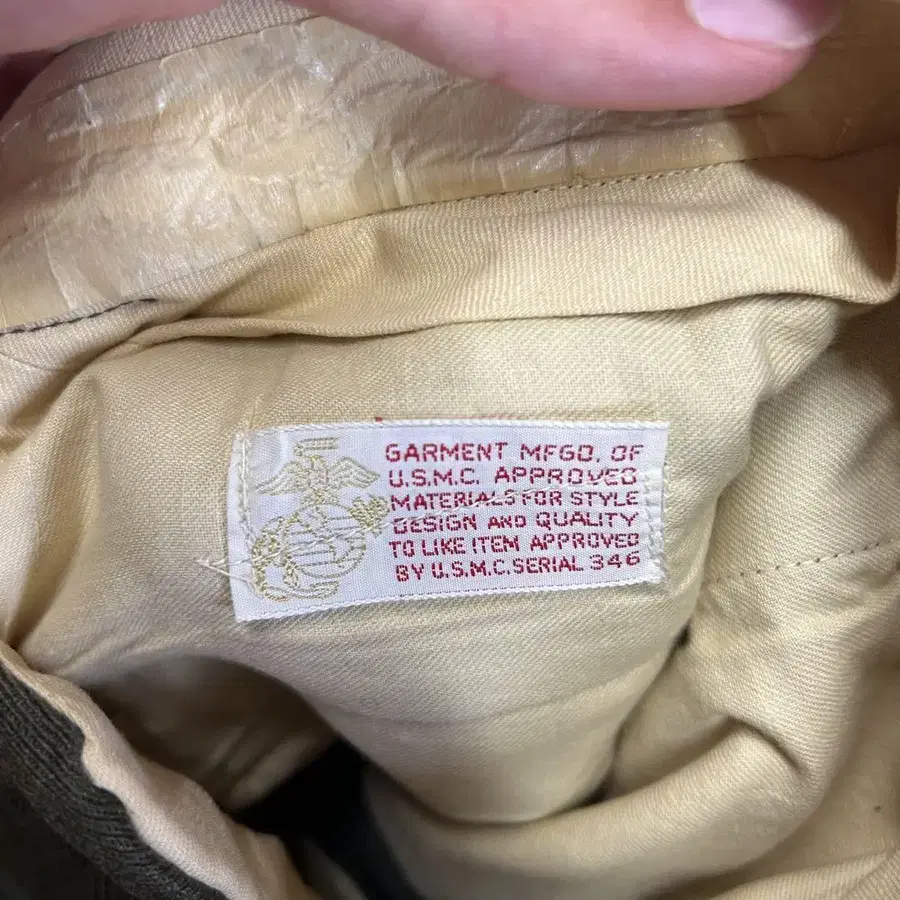 GARMENT MFGD. OF
U.S.M.C. APPROVED
MATERIALS FOR STYLE
DESIGN AND QUALITY
TO LIKE ITEM APPROVED
BY U.S.M.C. SERIAL 346